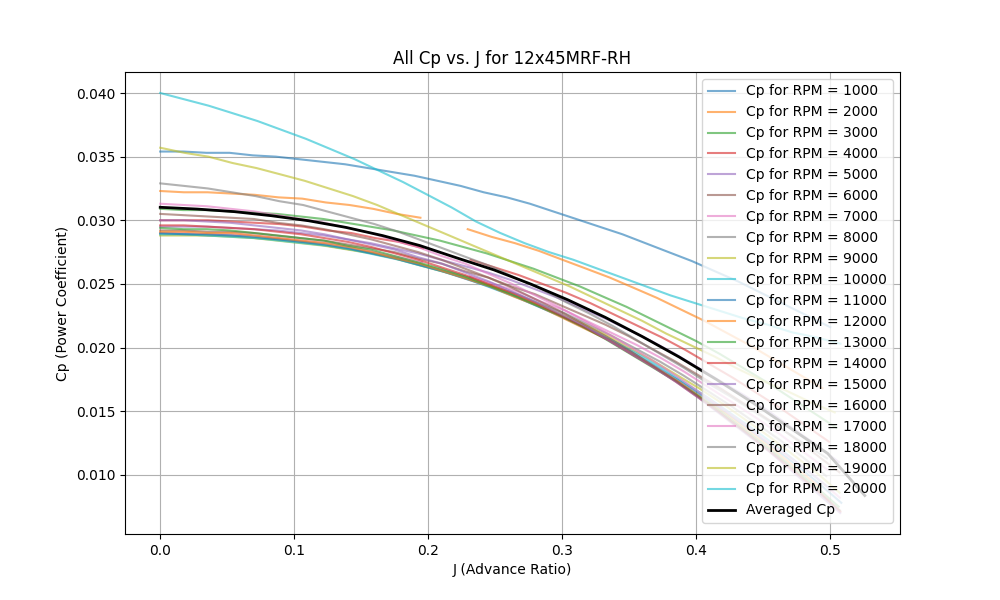 All Cp vs. J for 12x45MRF-RH
Cp (Power Coefficient)
0.040
0.035
0.030
0.025
0.020
0.015
0.010
0.0
0.1
0.2
0.3
0.4
0.5
J (Advance Ratio)
Cp for RPM = 1000
Cp for RPM = 2000
Cp for RPM = 3000
Cp for RPM = 4000
Cp for RPM = 5000
Cp for RPM = 6000
Cp for RPM = 7000
Cp for RPM = 8000
Cp for RPM = 9000
Cp for RPM = 10000
Cp for RPM = 11000
Cp for RPM = 12000
Cp for RPM = 13000
Cp for RPM = 14000
Cp for RPM = 15000
Cp for RPM = 16000
Cp for RPM = 17000
Cp for RPM = 18000
Cp for RPM = 19000
Cp for RPM = 20000
Averaged Cp